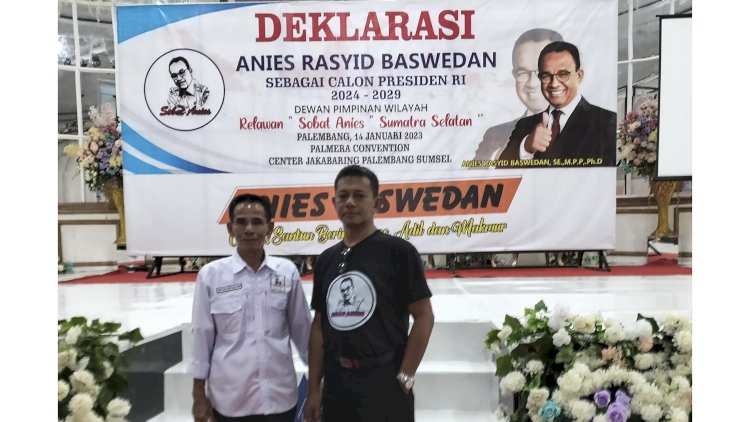 DEKLARASI
ANIES RASYID BASWEDAN
SEBAGAI CALON PRESIDEN RI
2024 - 2029
DEWAN PIMPINAN WILAYAH
Relawan " Sobat Anies " Sumatra Selatan "
PALEMBANG, 14 JANUARI 2023
PALMERA CONVENTION
CENTER JAKABARING PALEMBANG SUMSEL
Sobat Anies
ANIES RASYID BASWEDAN, SE.,M.P.P.,Ph.D
ANIES BASWEDAN
Santun Adil dan Makmur